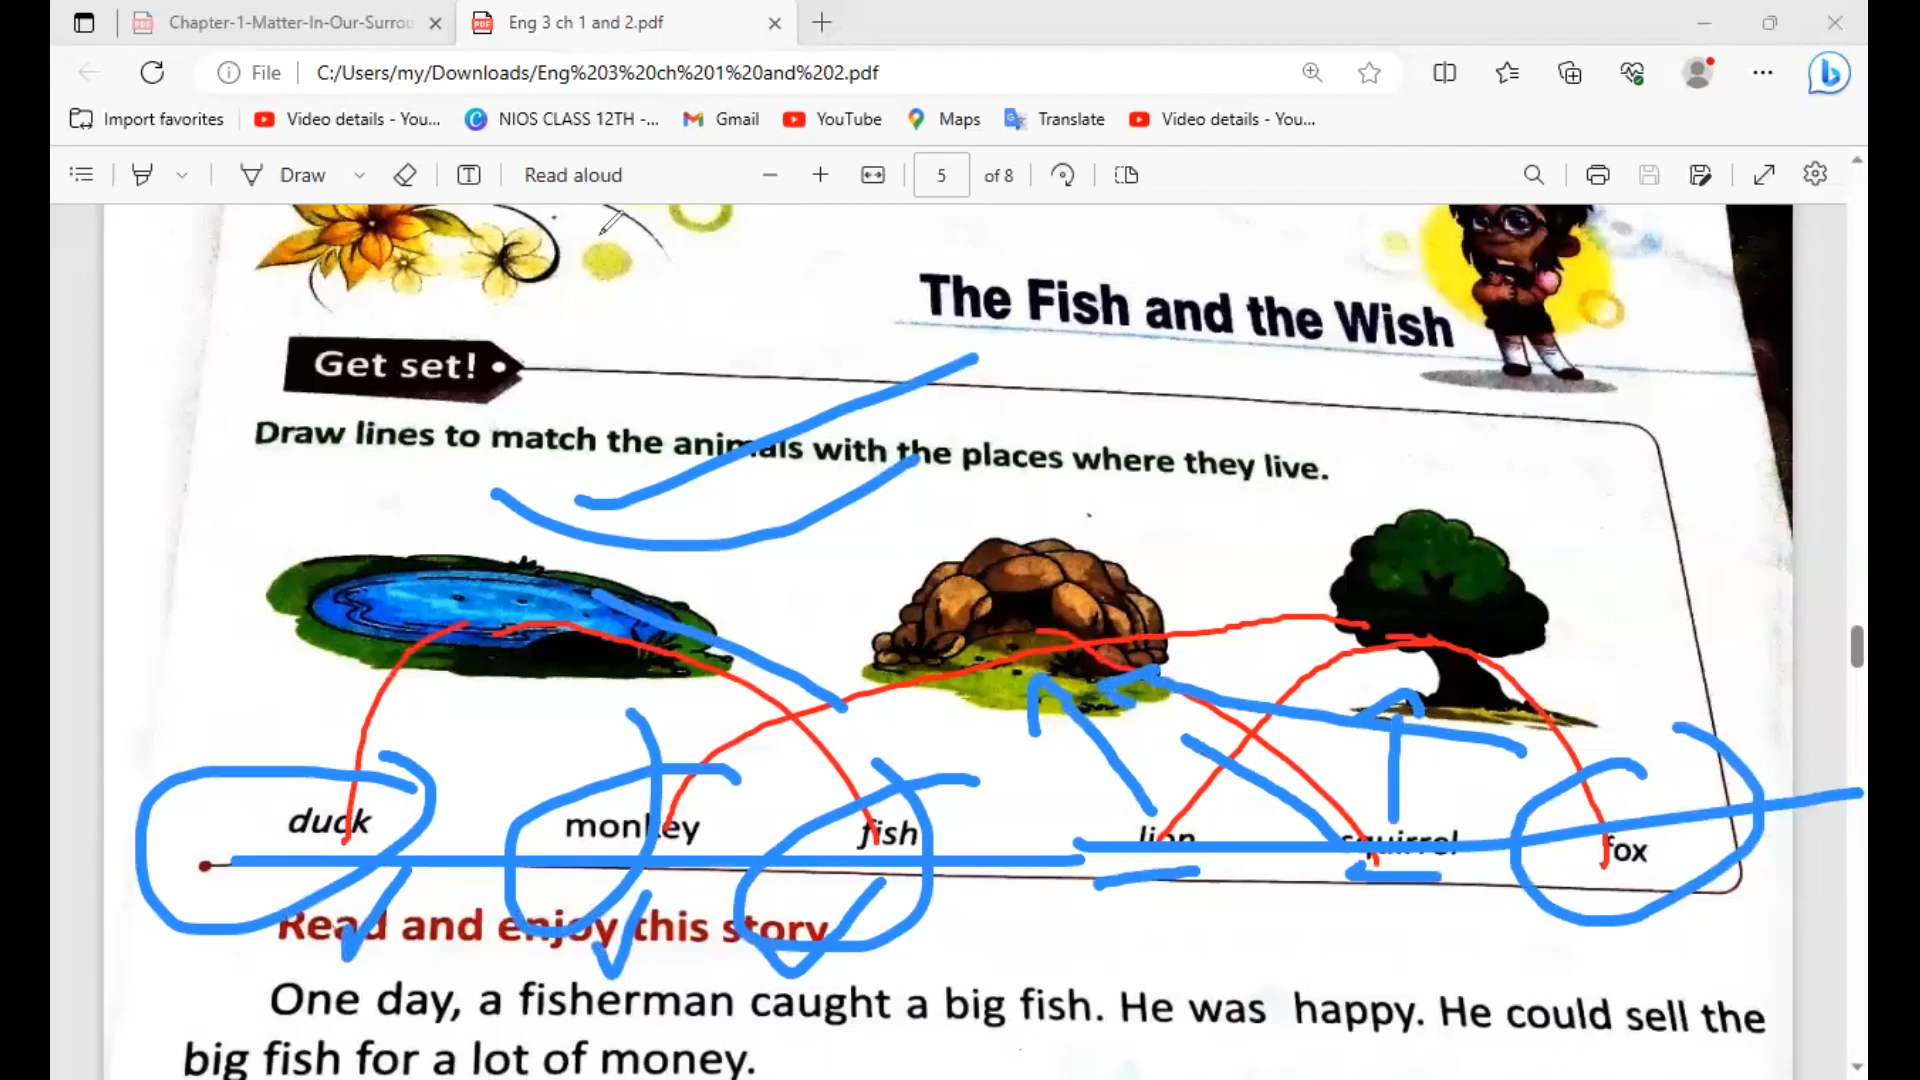 Chapter-1-Matter-In-Our-Surrou
Eng 3 ch 1 and 2.pdf
File
C:/Users/my/Downloads/Eng%203%20ch%201%20and%202.pdf
Import favorites
Video details - You...
NIOS CLASS 12TH -...
Gmail
YouTube
Maps
Translate
Video details - You...
Draw
Read aloud
5 of 8
The Fish and the Wish
Get set!
Draw lines to match the animals with the places where they live.
duck monkey fish lion squirrel fox
Read and enjoy this story
One day, a fisherman caught a big fish. He was happy. He could sell the
big fish for a lot of money.